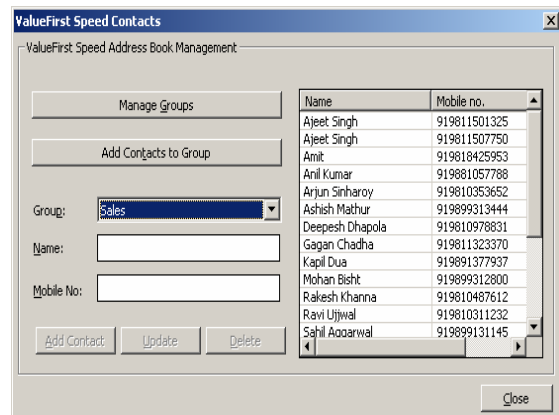 ValueFirst Speed Contacts
ValueFirst Speed Address Book Management
Manage Groups
Add Contacts to Group
Group: Sales
Name:
Mobile No:
Add Contact Update Delete
Name Mobile no.
Ajeet Singh 919811501325
Ajeet Singh 919811507750
Amit 919818425953
Anil Kumar 919881057788
Arjun Sinharoy 919810353652
Ashish Mathur 919899313444
Deepesh Dhapola 919810978831
Gagan Chadha 919811323370
Kapil Dua 919891377937
Mohan Bisht 919899312800
Rakesh Khanna 919810487612
Ravi Ujjwal 919810311232
Sahil Aggarwal 919899131145
Close